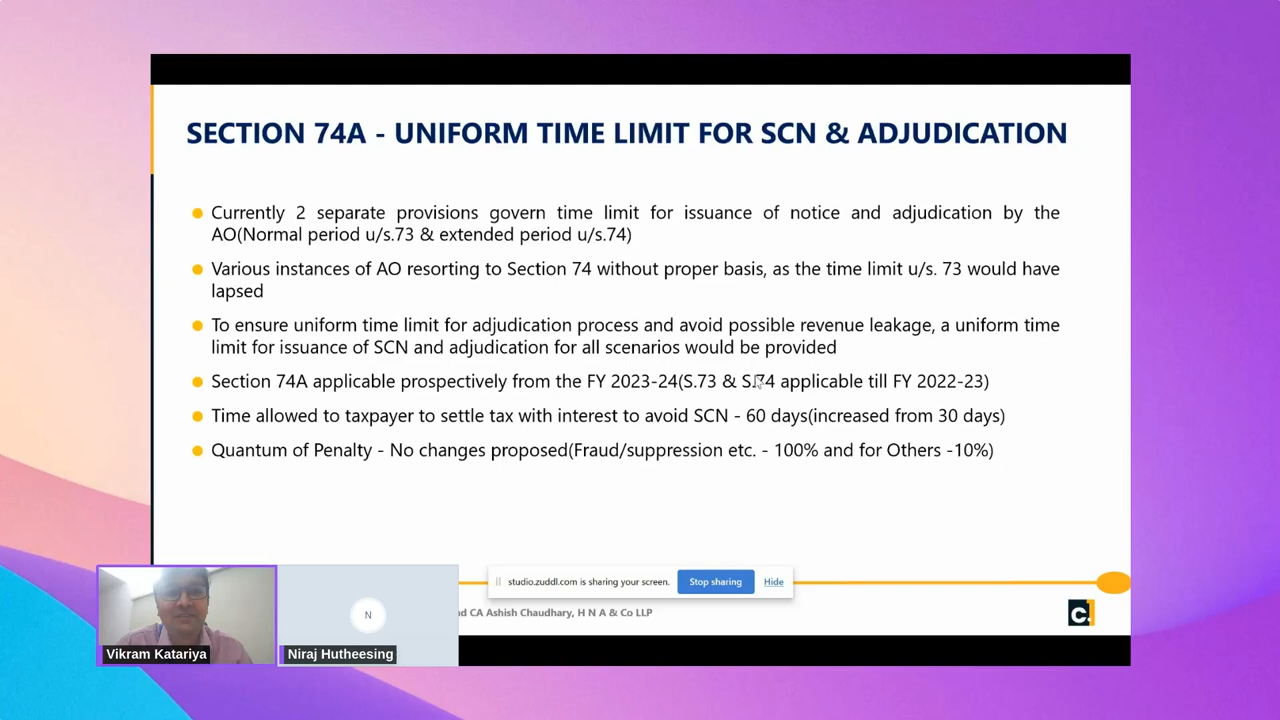 SECTION 74A - UNIFORM TIME LIMIT FOR SCN & ADJUDICATION
Currently 2 separate provisions govern time limit for issuance of notice and adjudication by the
AO(Normal period u/s.73 & extended period u/s.74)
Various instances of AO resorting to Section 74 without proper basis, as the time limit u/s. 73 would have
lapsed
To ensure uniform time limit for adjudication process and avoid possible revenue leakage, a uniform time
limit for issuance of SCN and adjudication for all scenarios would be provided
Section 74A applicable prospectively from the FY 2023-24(S.73 & S.74 applicable till FY 2022-23)
Time allowed to taxpayer to settle tax with interest to avoid SCN - 60 days(increased from 30 days)
Quantum of Penalty - No changes proposed(Fraud/suppression etc. - 100% and for Others -10%)
studio.zuddl.com is sharing your screen. Stop sharing Hide
CA Ashish Chaudhary, H N A & Co LLP
c.
N
Vikram Katariya
Niraj Hutheesing